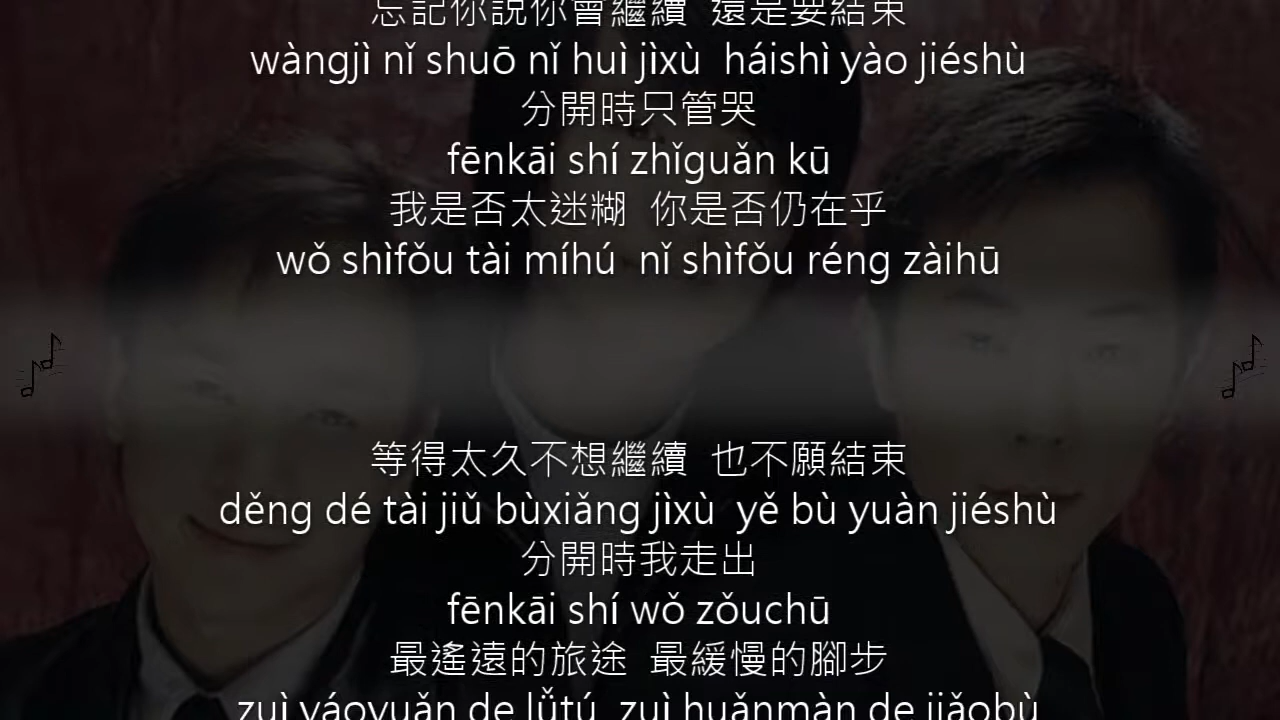 忘記你說你會繼續  還是要結束
wàngjì nǐ shuō nǐ huì jìxù  háishì yào jiéshù
分開時只管哭
fēnkāi shí zhǐguǎn kū
我是否太迷糊  你是否仍在乎
wǒ shìfǒu tài míhú  nǐ shìfǒu réng zàihū
等得太久不想繼續  也不願結束
děng dé tài jiǔ bùxiǎng jìxù  yě bù yuàn jiéshù
分開時我走出
fēnkāi shí wǒ zǒuchū
最遙遠的旅途  最緩慢的腳步
zuì yáoyuǎn de lǚtú  zuì huǎnmàn de jiǎobù